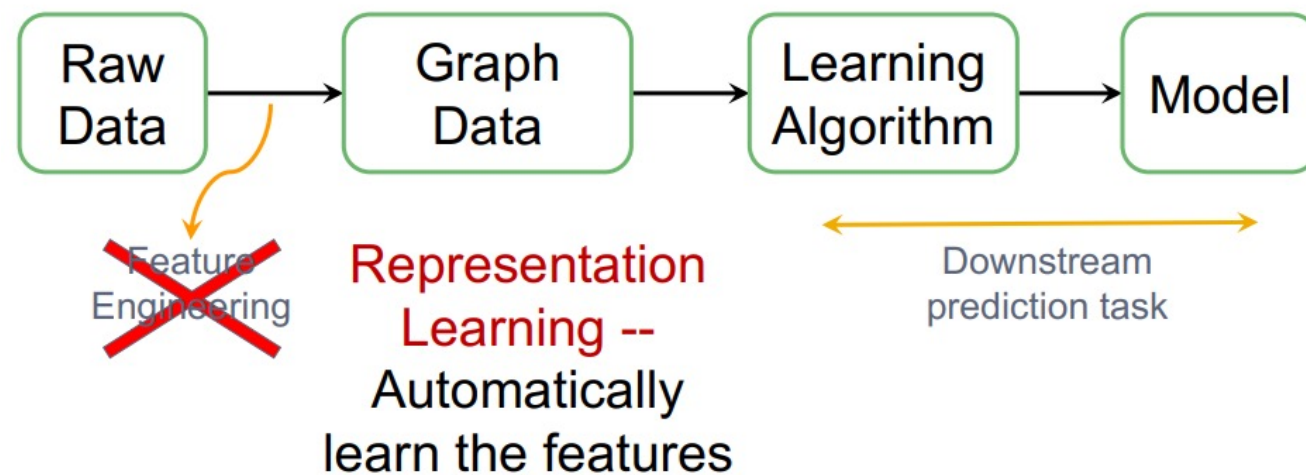 Raw
Data
Graph
Data
Learning
Algorithm
Model
Feature
Engineering
Representation
Learning --
Automatically
learn the features
Downstream
prediction task